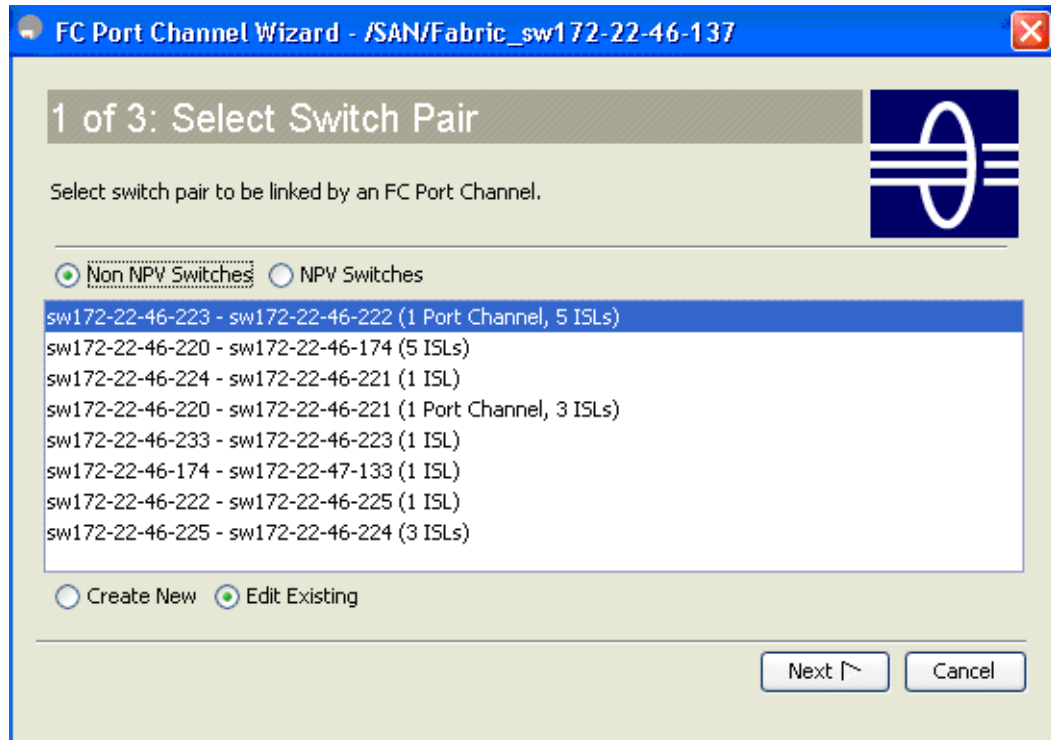 FC Port Channel Wizard - /SAN/Fabric_sw172-22-46-137
1 of 3: Select Switch Pair
Select switch pair to be linked by an FC Port Channel.
Non NPV Switches NPV Switches
sw172-22-46-223 - sw172-22-46-222 (1 Port Channel, 5 ISLs)
sw172-22-46-220 - sw172-22-46-174 (5 ISLs)
sw172-22-46-224 - sw172-22-46-221 (1 ISL)
sw172-22-46-220 - sw172-22-46-221 (1 Port Channel, 3 ISLs)
sw172-22-46-233 - sw172-22-46-223 (1 ISL)
sw172-22-46-174 - sw172-22-47-133 (1 ISL)
sw172-22-46-222 - sw172-22-46-225 (1 ISL)
sw172-22-46-225 - sw172-22-46-224 (3 ISLs)
Create New Edit Existing
Next Cancel